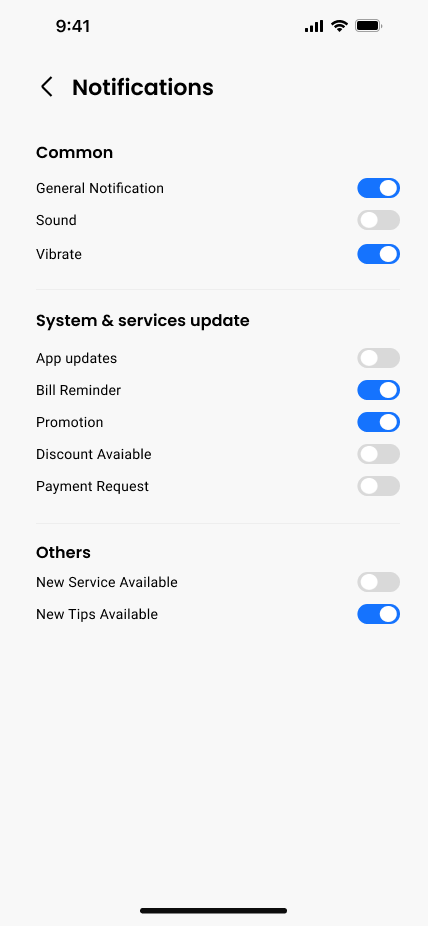 9:41
Notifications
Common
General Notification
Sound
Vibrate
System & services update
App updates
Bill Reminder
Promotion
Discount Avaiable
Payment Request
Others
New Service Available
New Tips Available